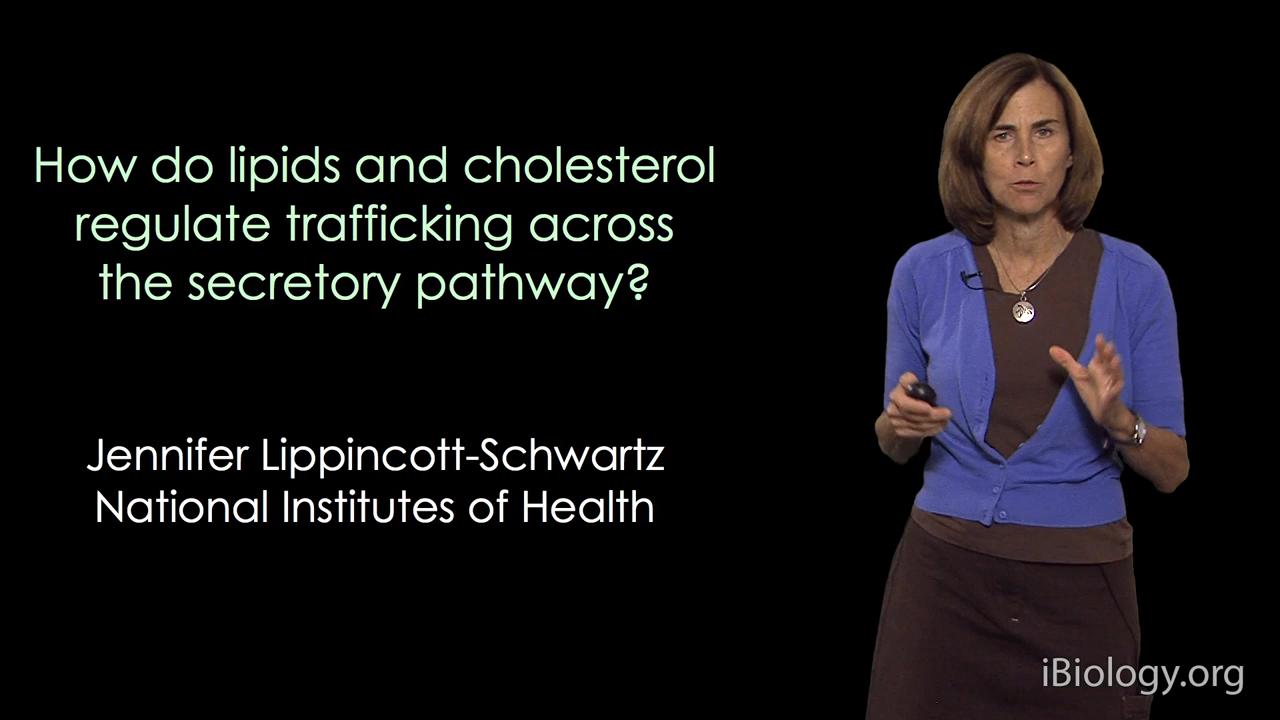 How do lipids and cholesterol
regulate trafficking across
the secretory pathway?
Jennifer Lippincott-Schwartz
National Institutes of Health
iBiology.org